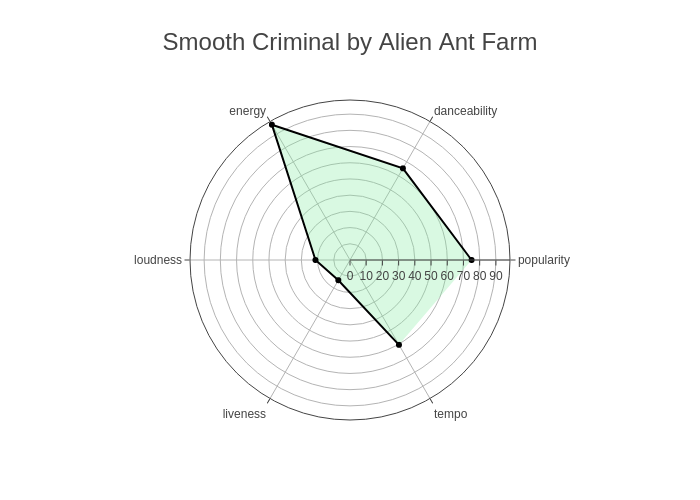 Smooth Criminal by Alien Ant Farm
energy
danceability
loudness
popularity
0 10 20 30 40 50 60 70 80 90
liveness
tempo